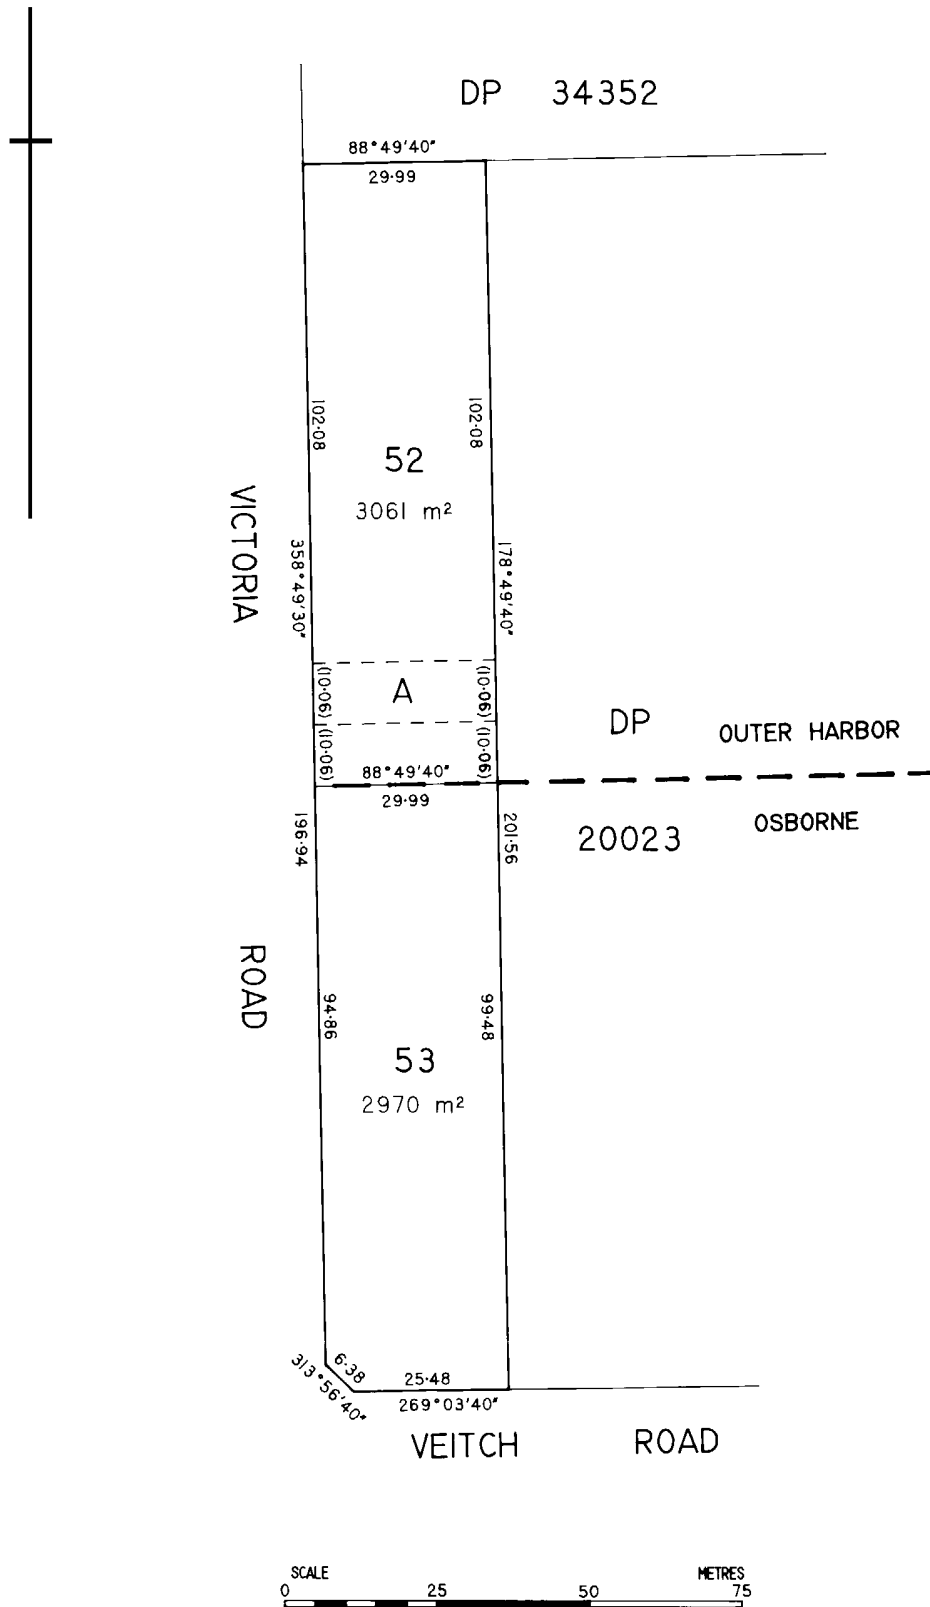 DP 34352
88°49'40"
29·99
102·08
102·08
52
3061 m²
VICTORIA
358°49'30"
178°49'40"
(10·06)
(10·06)
A
(10·06)
(10·06)
DP
OUTER HARBOR
88°49'40"
29·99
196·94
201·56
20023
OSBORNE
ROAD
94·86
99·48
53
2970 m²
6·38
313°56'40"
25·48
269°03'40"
VEITCH ROAD
SCALE METRES
0 25 50 75